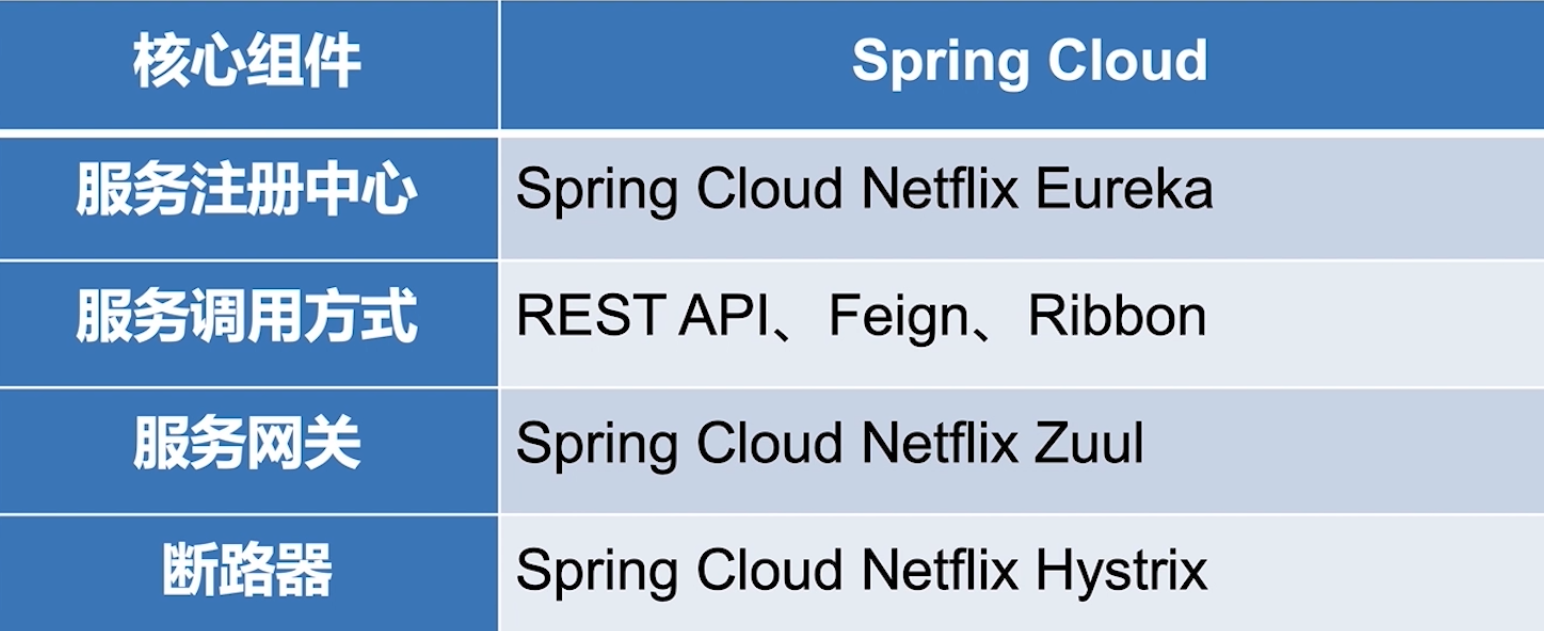 核心组件 Spring Cloud
服务注册中心 Spring Cloud Netflix Eureka
服务调用方式 REST API、Feign、Ribbon
服务网关 Spring Cloud Netflix Zuul
断路器 Spring Cloud Netflix Hystrix